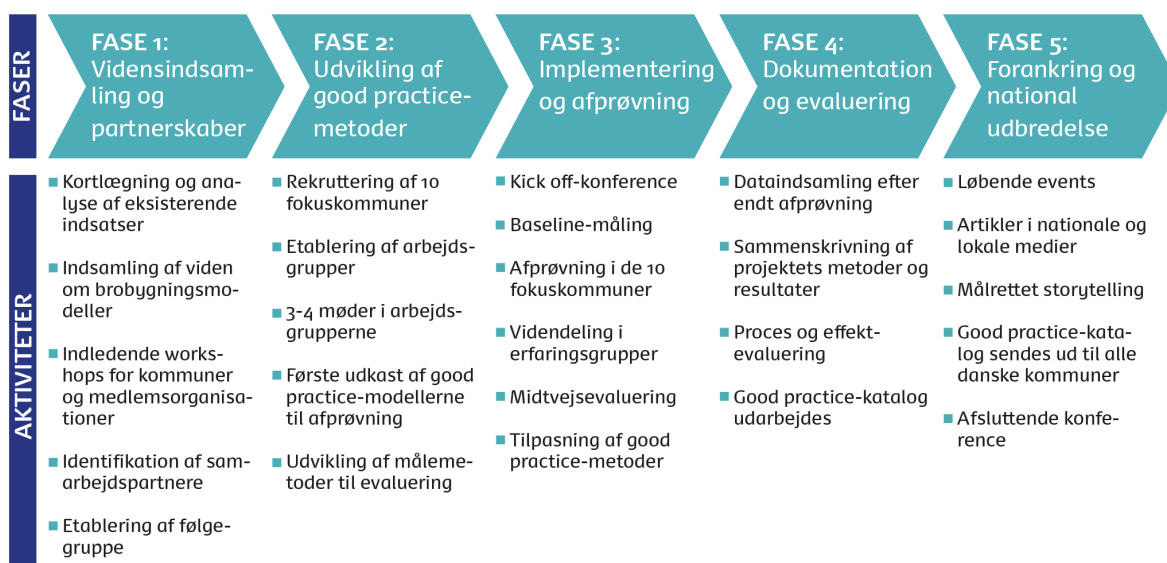 FASER
FASE 1:
Vidensindsam-
ling og
partnerskaber
FASE 2:
Udvikling af
good practice-
metoder
FASE 3:
Implementering
og afprøvning
FASE 4:
Dokumentation
og evaluering
FASE 5:
Forankring og
national
udbredelse
AKTIVITETER
Kortlægning og ana-
lyse af eksisterende
indsatser
Indsamling af viden
om brobygningsmo-
deller
Indledende works-
hops for kommuner
og medlemsorganisa-
tioner
Identifikation af sam-
arbejdspartnere
Etablering af følge-
gruppe
Rekruttering af 10
fokuskommuner
Etablering af arbejds-
grupper
3-4 møder i arbejds-
grupperne
Første udkast af good
practice-modellerne
til afprøvning
Udvikling af måleme-
toder til evaluering
Kick off-konference
Baseline-måling
Afprøvning i de 10
fokuskommuner
Videndeling i
erfaringsgrupper
Midtvejsevaluering
Tilpasning af good
practice-metoder
Dataindsamling efter
endt afprøvning
Sammenskrivning af
projektets metoder og
resultater
Proces og effekt-
evaluering
Good practice-katalog
udarbejdes
Løbende events
Artikler i nationale og
lokale medier
Målrettet storytelling
Good practice-kata-
log sendes ud til alle
danske kommuner
Afsluttende konfe-
rence